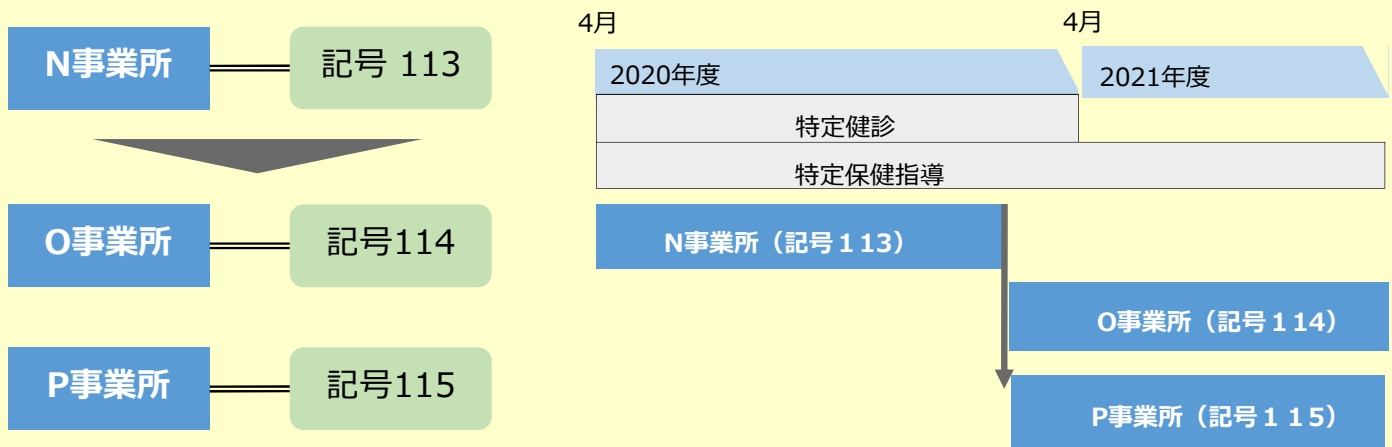 N事業所
記号 113
O事業所
記号114
P事業所
記号115
4月
4月
2020年度
2021年度
特定健診
特定保健指導
N事業所（記号１１３）
O事業所（記号１１４）
P事業所（記号１１５）